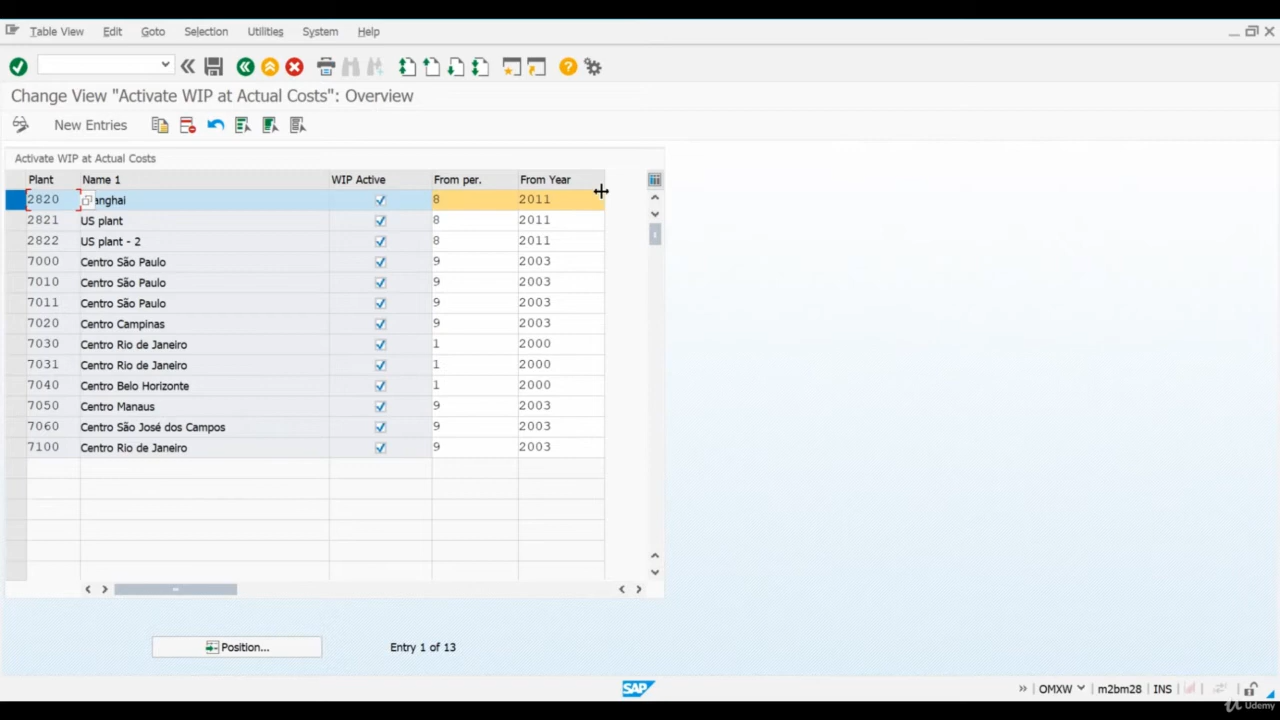 Table View Edit Goto Selection Utilities System Help
Change View "Activate WIP at Actual Costs": Overview
New Entries
Activate WIP at Actual Costs
Plant Name 1 WIP Active From per. From Year
2820 anghai 8 2011
2821 US plant 8 2011
2822 US plant - 2 8 2011
7000 Centro São Paulo 9 2003
7010 Centro São Paulo 9 2003
7011 Centro São Paulo 9 2003
7020 Centro Campinas 9 2003
7030 Centro Rio de Janeiro 1 2000
7031 Centro Rio de Janeiro 1 2000
7040 Centro Belo Horizonte 1 2000
7050 Centro Manaus 9 2003
7060 Centro São José dos Campos 9 2003
7100 Centro Rio de Janeiro 9 2003
Position... Entry 1 of 13
SAP OMXW m2bm28 INS
Udemy